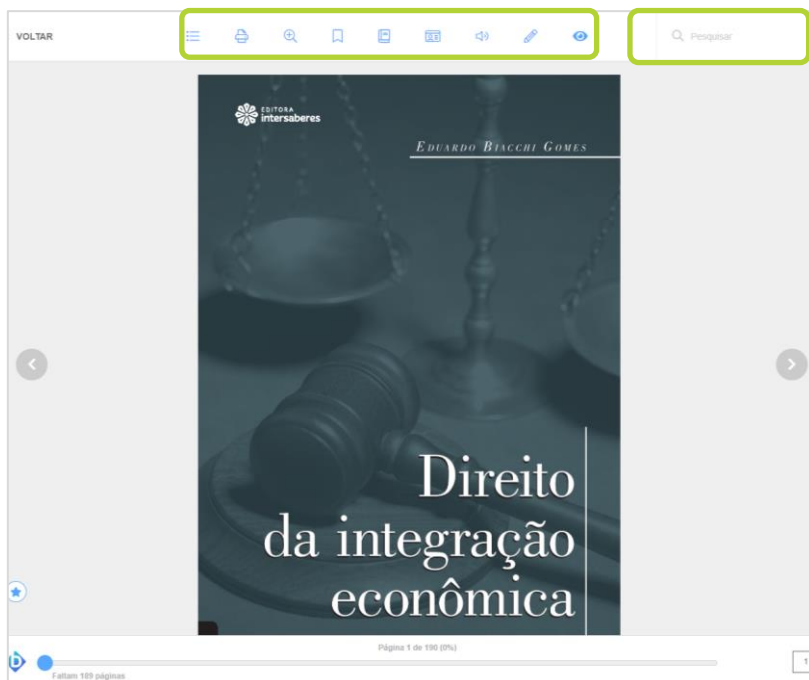 VOLTAR
Pesquisar
EDITORA
intersaberes
EDUARDO BIACCHI GOMES
Direito
da integração
econômica
Página 1 de 190 (0%)
Faltam 189 páginas
1